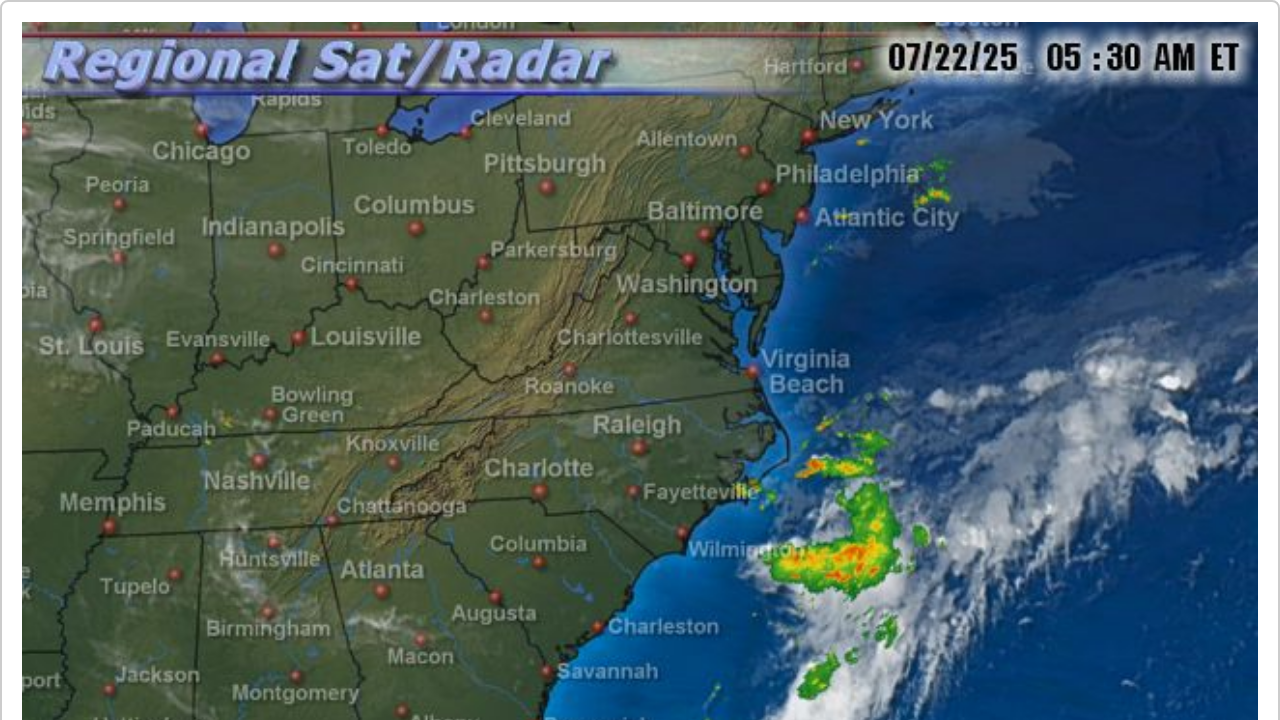 London
Boston
Regional Sat/Radar
07/22/25 05 :30 AM ET
Hartford
Rapids
Cleveland
New York
Chicago
Toledo
Allentown
Pittsburgh
Philadelphia
Peoria
Columbus
Baltimore
Atlantic City
Springfield
Indianapolis
Parkersburg
Cincinnati
Washington
Charleston
St. Louis
Evansville
Louisville
Charlottesville
Virginia
Beach
Roanoke
Bowling
Green
Paducah
Raleigh
Knoxville
Nashville
Charlotte
Fayetteville
Memphis
Chattanooga
Columbia
Wilmington
Huntsville
Atlanta
Tupelo
Augusta
Birmingham
Charleston
Macon
Jackson
Savannah
Montgomery